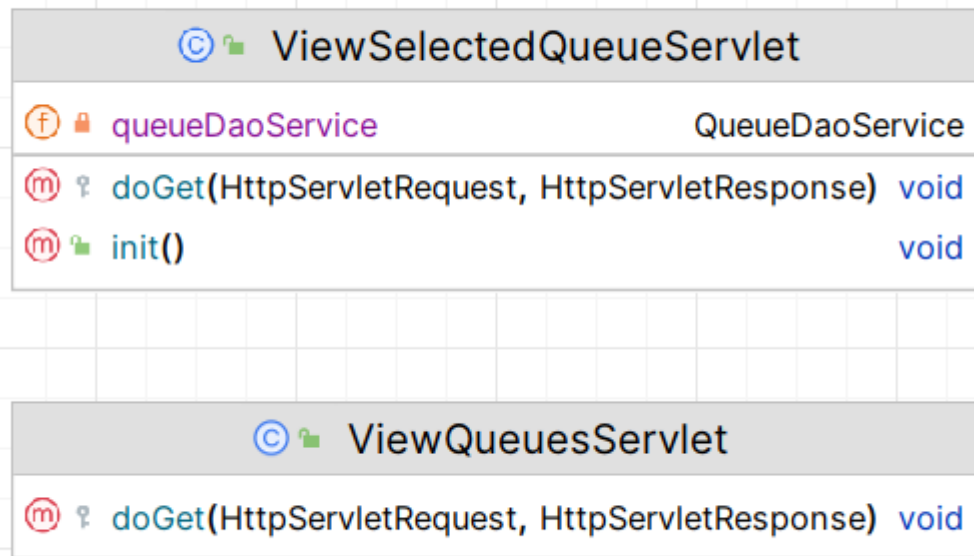 ViewSelectedQueueServlet
queueDaoService QueueDaoService
doGet(HttpServletRequest, HttpServletResponse) void
init() void
ViewQueuesServlet
doGet(HttpServletRequest, HttpServletResponse) void